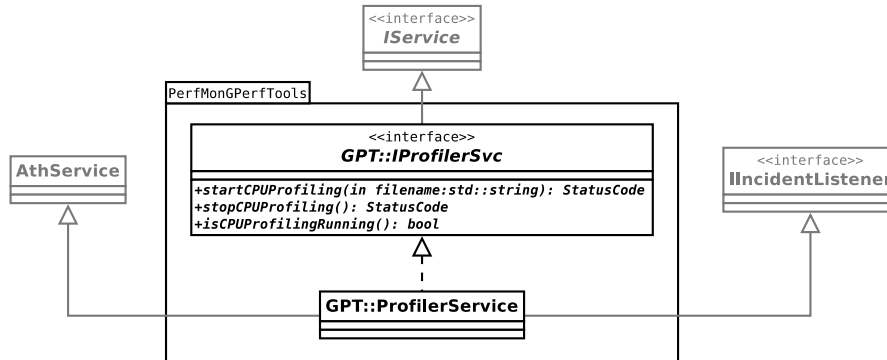 <<interface>>
IService
PerfMonGPerfTools
<<interface>>
GPT::IProfilerSvc
+startCPUProfiling(in filename:std::string): StatusCode
+stopCPUProfiling(): StatusCode
+isCPUProfilingRunning(): bool
AthService
<<interface>>
IIncidentListener
GPT::ProfilerService